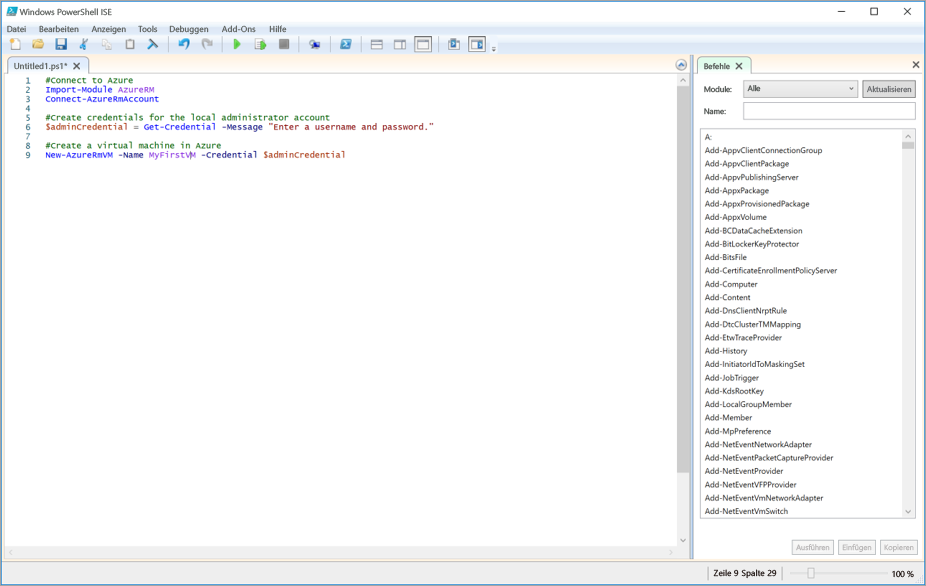 Windows PowerShell ISE
Datei Bearbeiten Anzeigen Tools Debuggen Add-Ons Hilfe
Untitled1.ps1*
1 #Connect to Azure
2 Import-Module AzureRM
3 Connect-AzureRmAccount
4
5 #Create credentials for the local administrator account
6 $adminCredential = Get-Credential -Message "Enter a username and password."
7
8 #Create a virtual machine in Azure
9 New-AzureRmVM -Name MyFirstVM -Credential $adminCredential
Befehle
Module: Alle Aktualisieren
Name:
A:
Add-AppvClientConnectionGroup
Add-AppvClientPackage
Add-AppvPublishingServer
Add-AppxPackage
Add-AppxProvisionedPackage
Add-AppxVolume
Add-BCDataCacheExtension
Add-BitLockerKeyProtector
Add-BitsFile
Add-CertificateEnrollmentPolicyServer
Add-Computer
Add-Content
Add-DnsClientNrptRule
Add-DtcClusterTMMapping
Add-EtwTraceProvider
Add-History
Add-InitiatorIdToMaskingSet
Add-JobTrigger
Add-KdsRootKey
Add-LocalGroupMember
Add-Member
Add-MpPreference
Add-NetEventNetworkAdapter
Add-NetEventPacketCaptureProvider
Add-NetEventProvider
Add-NetEventVFPProvider
Add-NetEventVmNetworkAdapter
Add-NetEventVmSwitch
Ausführen Einfügen Kopieren
Zeile 9 Spalte 29 100 %